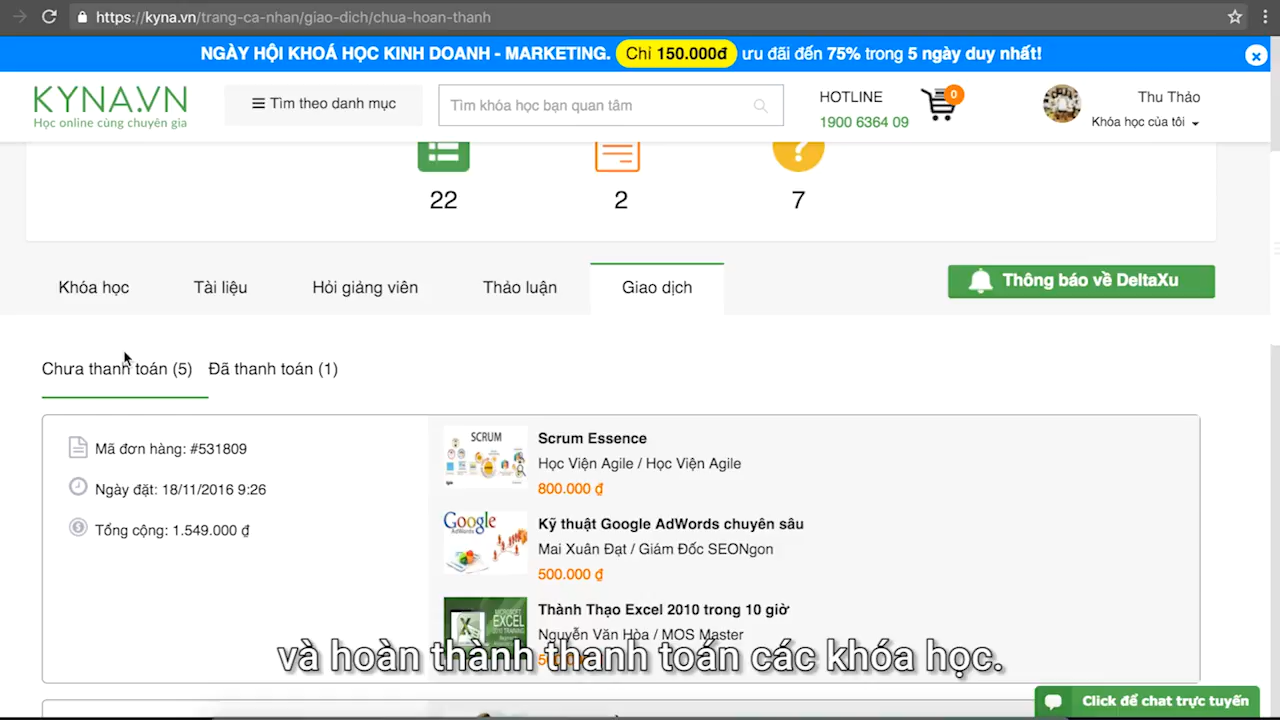 https://kyna.vn/trang-ca-nhan/giao-dich/chua-hoan-thanh
NGÀY HỘI KHOÁ HỌC KINH DOANH - MARKETING. Chỉ 150.000đ ưu đãi đến 75% trong 5 ngày duy nhất!
KYNA.VN
Học online cùng chuyên gia
Tìm theo danh mục
Tìm khóa học bạn quan tâm
HOTLINE
1900 6364 09
0
Thu Thảo
Khóa học của tôi
22
2
7
Khóa học
Tài liệu
Hỏi giảng viên
Thảo luận
Giao dịch
Thông báo về DeltaXu
Chưa thanh toán (5)
Đã thanh toán (1)
Mã đơn hàng: #531809
Ngày đặt: 18/11/2016 9:26
Tổng cộng: 1.549.000 ₫
SCRUM
Scrum Essence
Học Viện Agile / Học Viện Agile
800.000 ₫
Google
AdWords
Kỹ thuật Google AdWords chuyên sâu
Mai Xuân Đạt / Giám Đốc SEONgon
500.000 ₫
MICROSOFT
EXCEL
2010 TRAINING
Thành Thạo Excel 2010 trong 10 giờ
Nguyễn Văn Hòa / MOS Master
và hoàn thành thanh toán các khóa học.
Click để chat trực tuyến